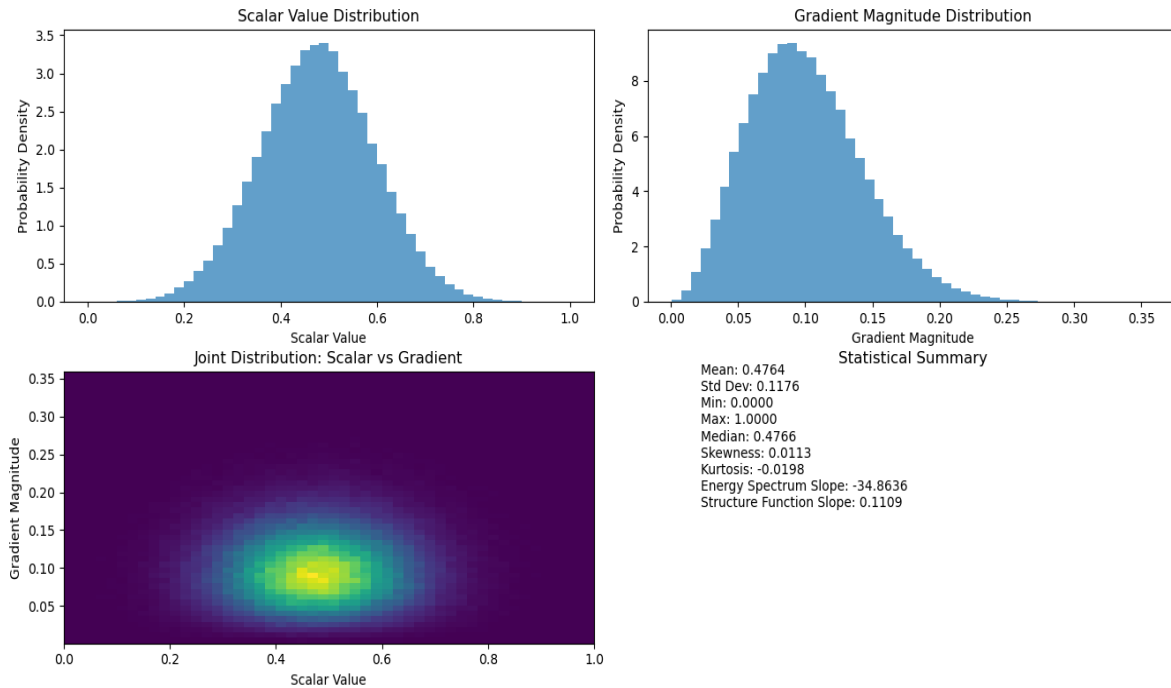 Scalar Value Distribution
Probability Density
3.5
3.0
2.5
2.0
1.5
1.0
0.5
0.0
0.0 0.2 0.4 0.6 0.8 1.0
Scalar Value
Gradient Magnitude Distribution
Probability Density
8
6
4
2
0
0.00 0.05 0.10 0.15 0.20 0.25 0.30 0.35
Gradient Magnitude
Joint Distribution: Scalar vs Gradient
Gradient Magnitude
0.35
0.30
0.25
0.20
0.15
0.10
0.05
0.0 0.2 0.4 0.6 0.8 1.0
Scalar Value
Statistical Summary
Mean: 0.4764
Std Dev: 0.1176
Min: 0.0000
Max: 1.0000
Median: 0.4766
Skewness: 0.0113
Kurtosis: -0.0198
Energy Spectrum Slope: -34.8636
Structure Function Slope: 0.1109